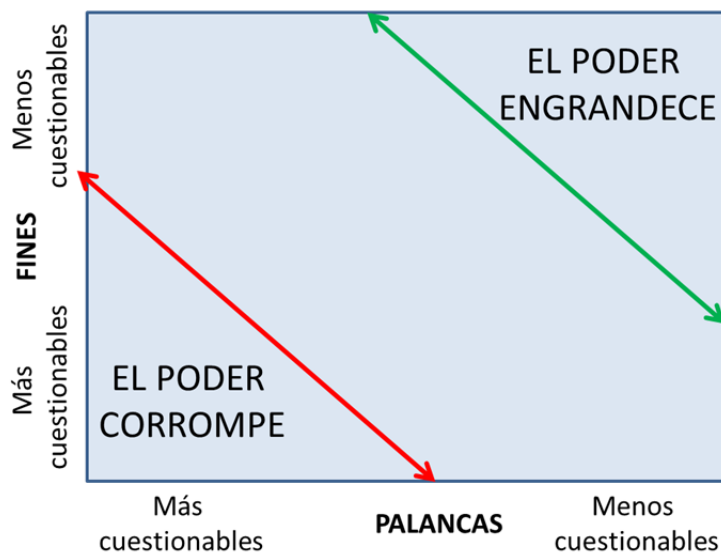 Menos
cuestionables
FINES
Más
cuestionables
EL PODER
ENGRANDECE
EL PODER
CORROMPE
Más
cuestionables
PALANCAS
Menos
cuestionables